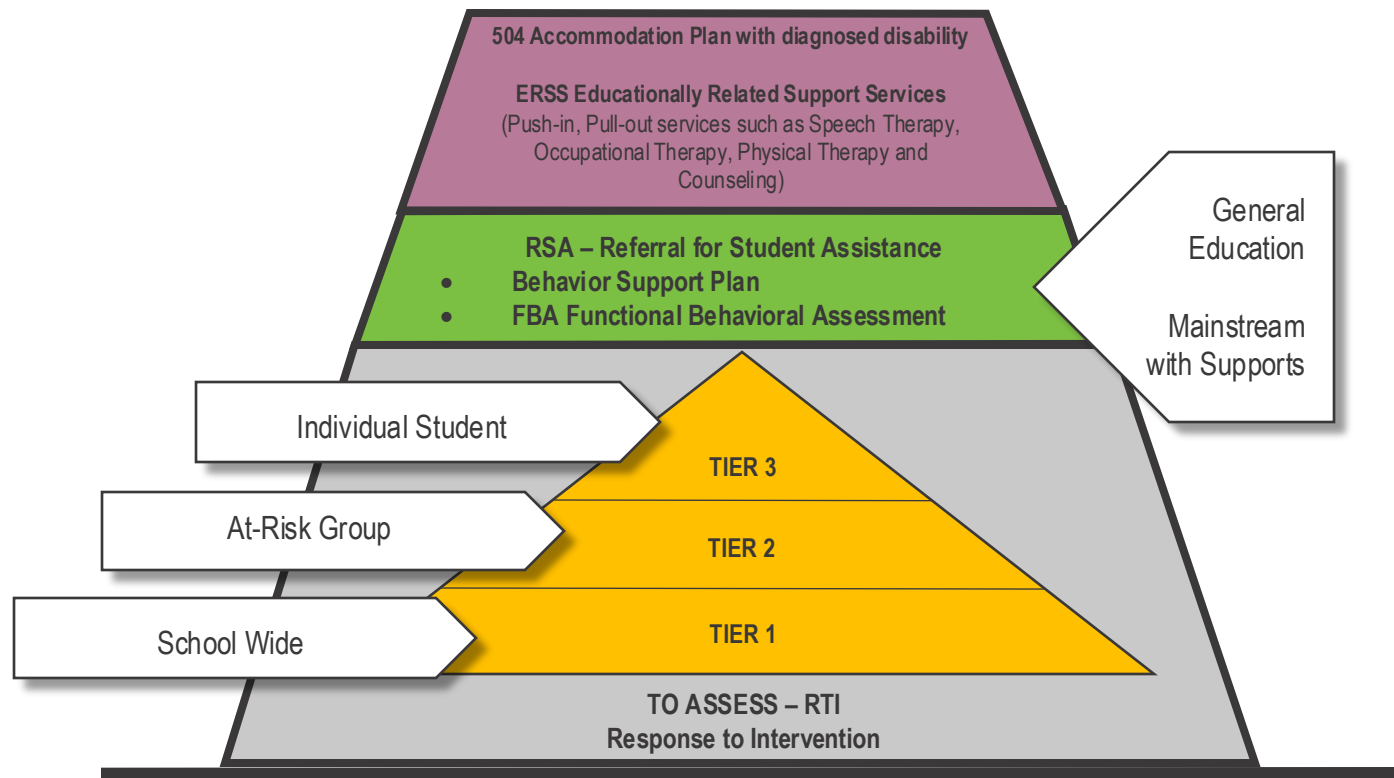 504 Accommodation Plan with diagnosed disability
ERSS Educationally Related Support Services
(Push-in, Pull-out services such as Speech Therapy,
Occupational Therapy, Physical Therapy and
Counseling)
RSA – Referral for Student Assistance
• Behavior Support Plan
• FBA Functional Behavioral Assessment
General
Education
Mainstream
with Supports
Individual Student
TIER 3
At-Risk Group
TIER 2
School Wide
TIER 1
TO ASSESS – RTI
Response to Intervention